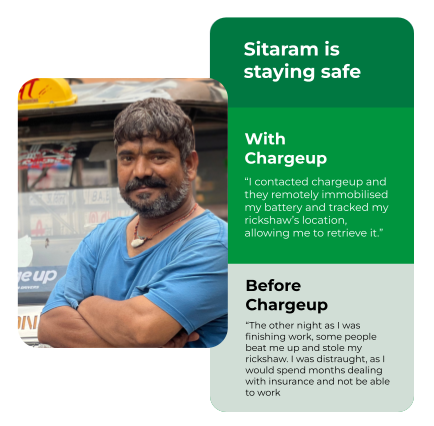 Sitaram is
staying safe
With
Chargeup
“I contacted chargeup and
they remotely immobilised
my battery and tracked my
rickshaw’s location,
allowing me to retrieve it.”
Before
Chargeup
“The other night as I was
finishing work, some people
beat me up and stole my
rickshaw. I was distraught, as I
would spend months dealing
with insurance and not be able
to work
geup